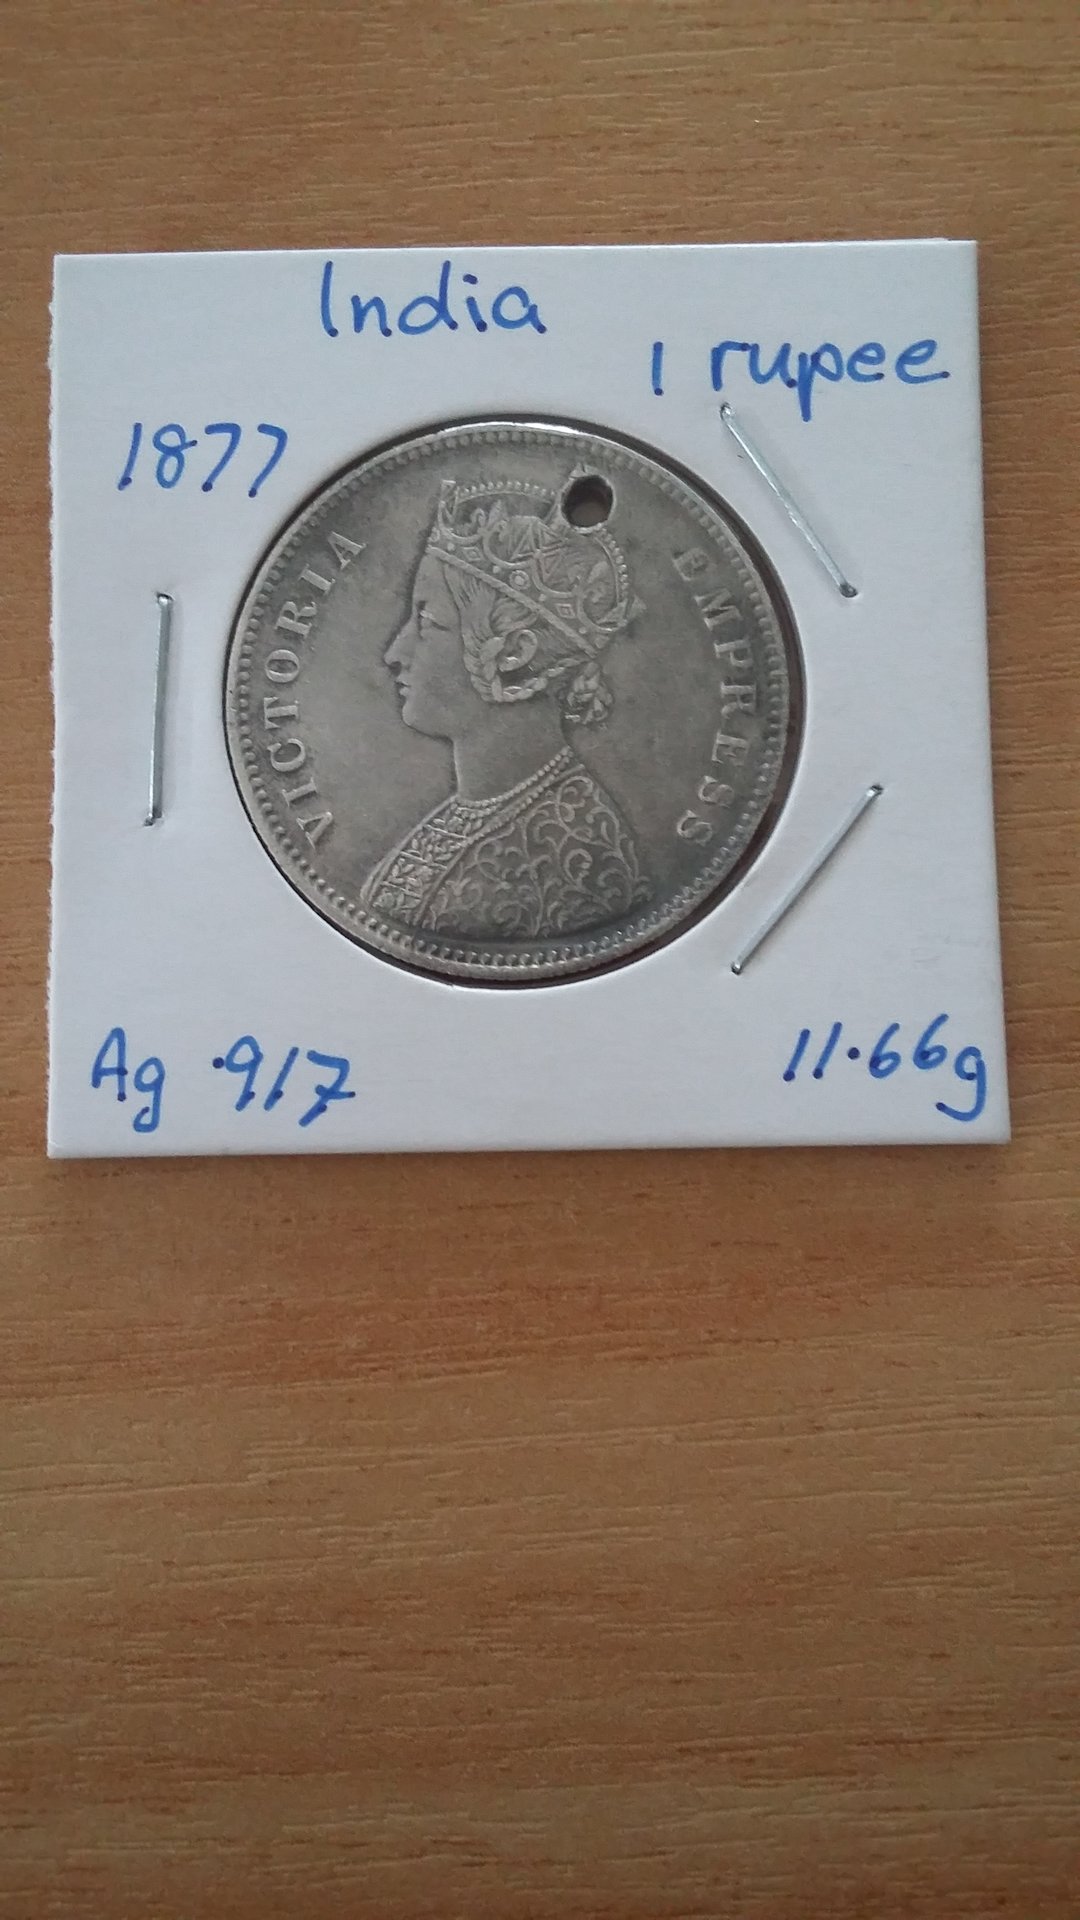 India
1 rupee
1877
VICTORIA
EMPRESS
Ag .917
11.66g